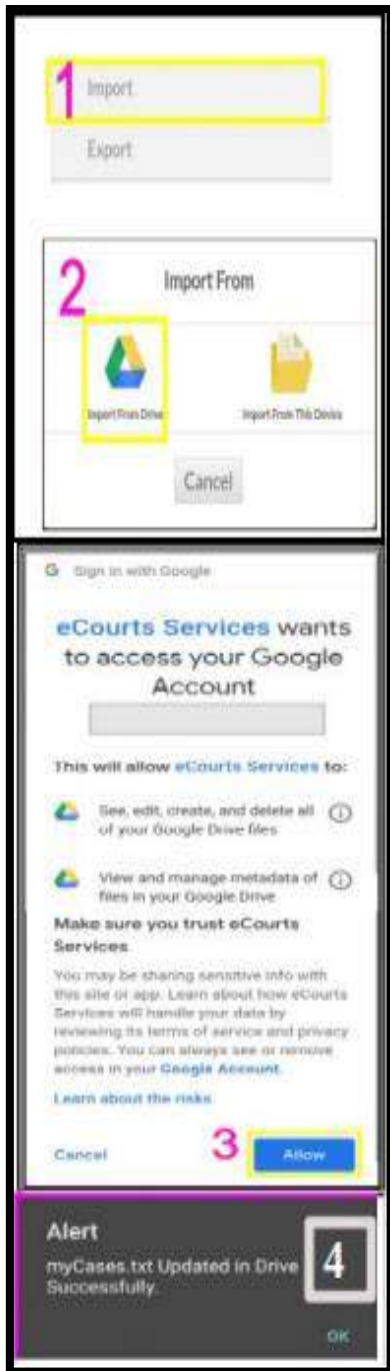 1 Import
Export
2 Import From
Import From Drive Import From This Device
Cancel
G Sign in with Google
eCourts Services wants
to access your Google
Account
This will allow eCourts Services to:
See, edit, create, and delete all
of your Google Drive files
View and manage metadata of
files in your Google Drive
Make sure you trust eCourts
Services
You may be sharing sensitive info with
this site or app. Learn about how eCourts
Services will handle your data by
reviewing its terms of service and privacy
policies. You can always see or remove
access in your Google Account.
Learn about the risks
Cancel 3 Allow
Alert
myCases.txt Updated in Drive 4
Successfully.
OK